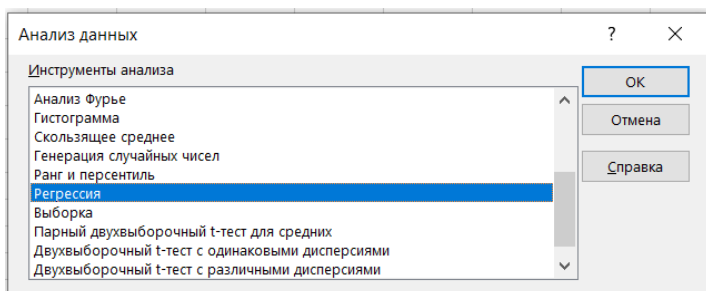 Анализ данных
?
Инструменты анализа
Анализ Фурье
Гистограмма
Скользящее среднее
Генерация случайных чисел
Ранг и персентиль
Регрессия
Выборка
Парный двухвыборочный t-тест для средних
Двухвыборочный t-тест с одинаковыми дисперсиями
Двухвыборочный t-тест с различными дисперсиями
ОК
Отмена
Справка